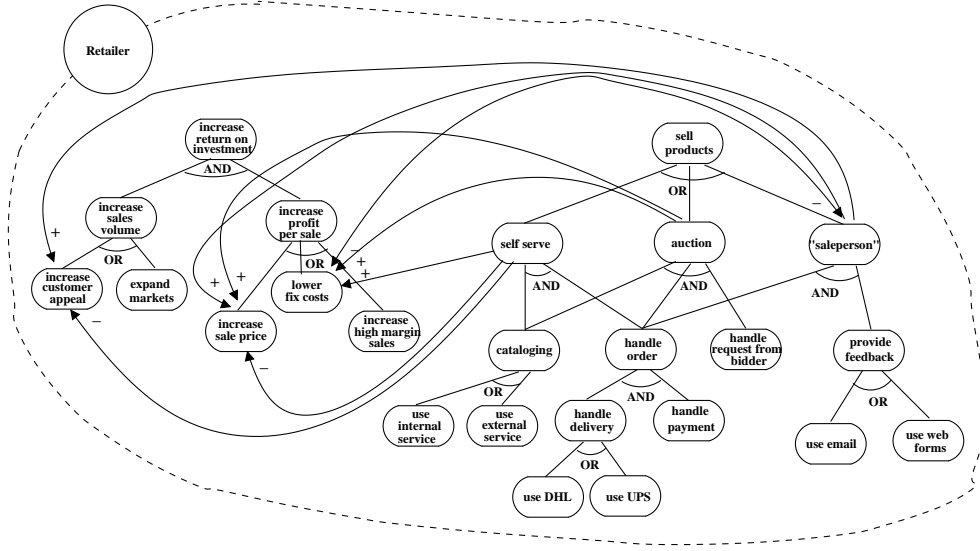 Retailer
increase
return on
investment
AND
sell
products
OR
increase
sales
volume
OR
increase
profit
per sale
OR
self serve
AND
auction
AND
"saleperson"
AND
+
−
+
+
−
+
+
increase
customer
appeal
expand
markets
lower
fix costs
−
increase
sale price
−
increase
high margin
sales
cataloging
OR
handle
order
AND
handle
request from
bidder
provide
feedback
OR
use
internal
service
use
external
service
handle
delivery
OR
handle
payment
use email
use web
forms
use DHL
use UPS